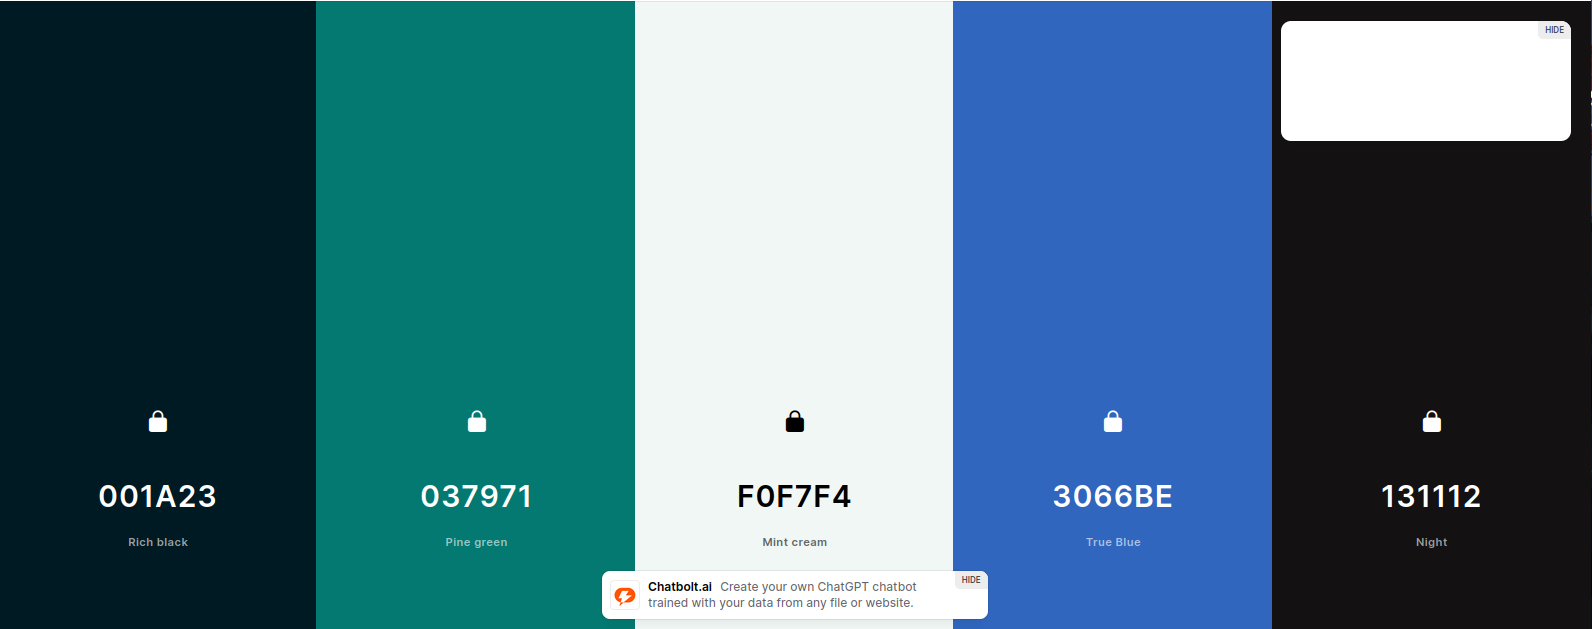 HIDE
001A23
Rich black
037971
Pine green
F0F7F4
Mint cream
3066BE
True Blue
131112
Night
Chatbolt.ai Create your own ChatGPT chatbot
trained with your data from any file or website.
HIDE